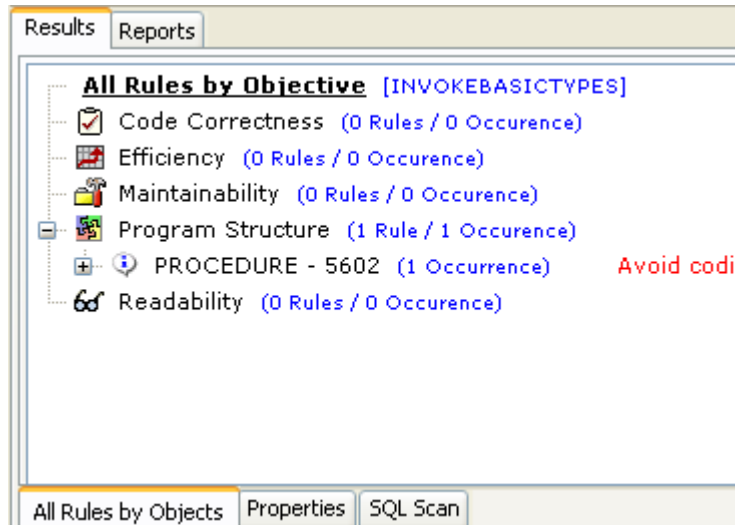 Results Reports
All Rules by Objective [INVOKEBASICTYPES]
Code Correctness (0 Rules / 0 Occurence)
Efficiency (0 Rules / 0 Occurence)
Maintainability (0 Rules / 0 Occurence)
Program Structure (1 Rule / 1 Occurence)
PROCEDURE - 5602 (1 Occurrence) Avoid codi
Readability (0 Rules / 0 Occurence)
All Rules by Objects Properties SQL Scan